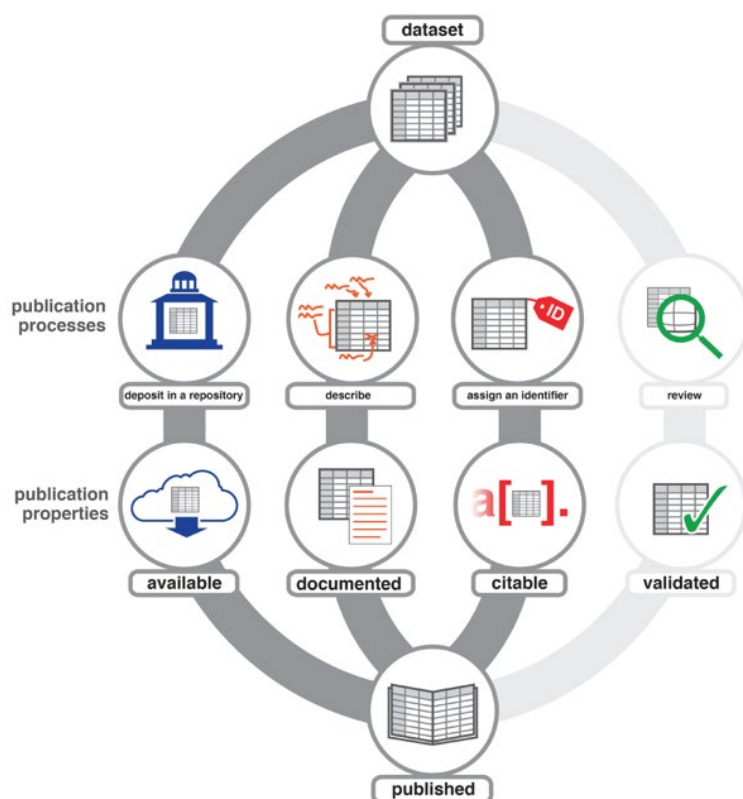 dataset
publication
processes
ID
deposit in a repository
describe
assign an identifier
review
publication
properties
a[ ].
available
documented
citable
validated
published